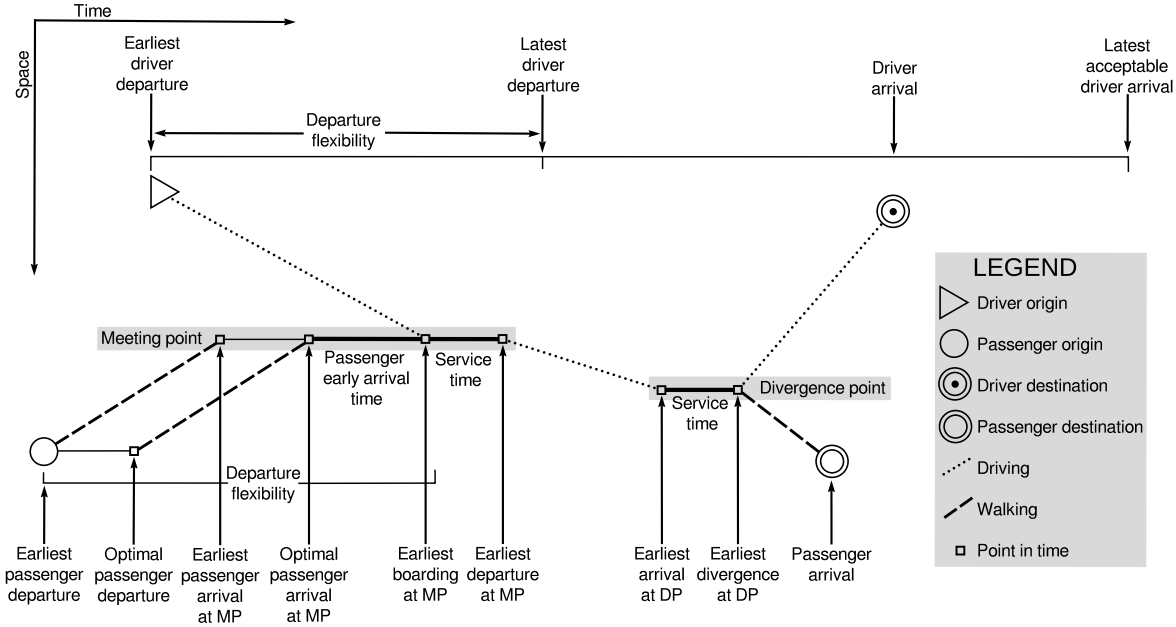 Time
Space
Earliest
driver
departure
Latest
driver
departure
Driver
arrival
Latest
acceptable
driver arrival
Departure
flexibility
LEGEND
Driver origin
Passenger origin
Driver destination
Passenger destination
Driving
Walking
Point in time
Meeting point
Passenger
early arrival
time
Service
time
Divergence point
Service
time
Departure
flexibility
Earliest
passenger
departure
Optimal
passenger
departure
Earliest
passenger
arrival
at MP
Optimal
passenger
arrival
at MP
Earliest
boarding
at MP
Earliest
departure
at MP
Earliest
arrival
at DP
Earliest
divergence
at DP
Passenger
arrival